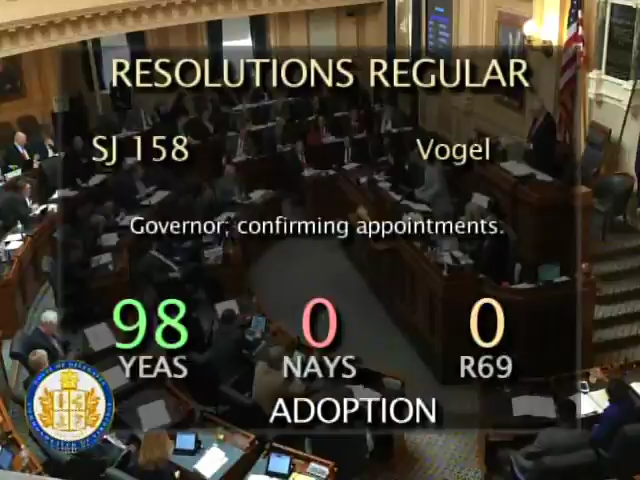 RESOLUTIONS REGULAR
SJ 158 Vogel
Governor; confirming appointments.
98 0 0
YEAS NAYS R69
ADOPTION